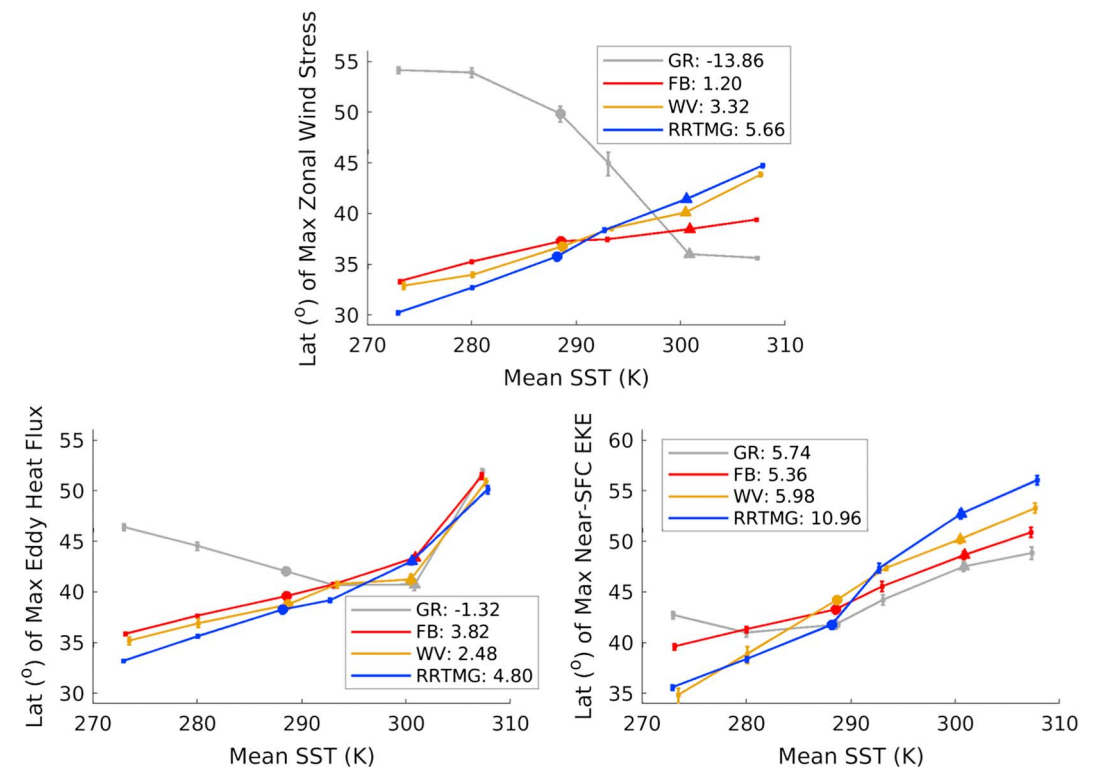 Lat (º) of Max Zonal Wind Stress
55
50
45
40
35
30
270
280
290
300
310
Mean SST (K)
GR: -13.86
FB: 1.20
WV: 3.32
RRTMG: 5.66
Lat (º) of Max Eddy Heat Flux
55
50
45
40
35
30
270
280
290
300
310
Mean SST (K)
GR: -1.32
FB: 3.82
WV: 2.48
RRTMG: 4.80
Lat (º) of Max Near-SFC EKE
60
55
50
45
40
35
270
280
290
300
310
Mean SST (K)
GR: 5.74
FB: 5.36
WV: 5.98
RRTMG: 10.96